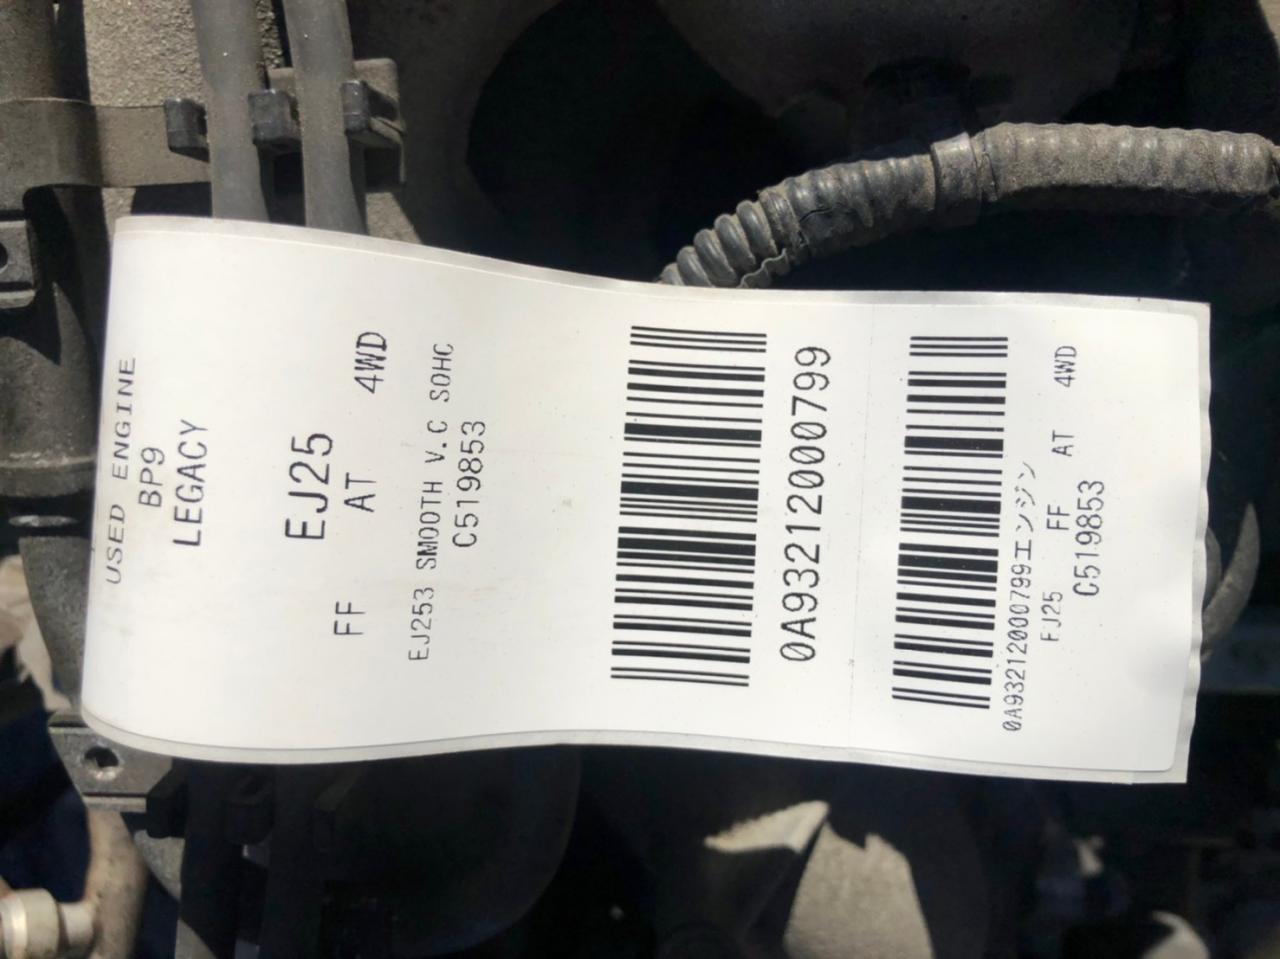 USED ENGINE
BP9
LEGACY
EJ25
FF AT 4WD
EJ253 SMOOTH V.C SOHC
C519853
0A93212000799
0A93212000799エンジン
EJ25 FF AT 4WD
C519853